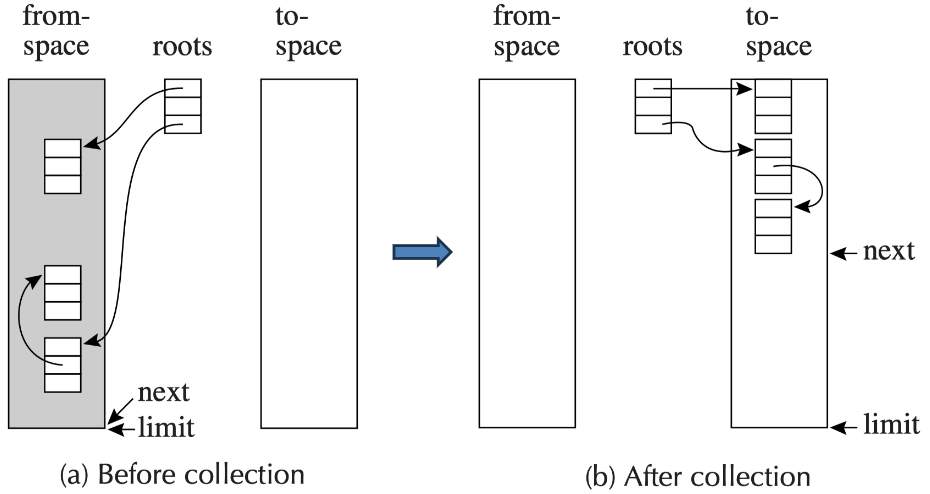 from-
space
roots
to-
space
next
limit
(a) Before collection
from-
space
roots
to-
space
next
limit
(b) After collection